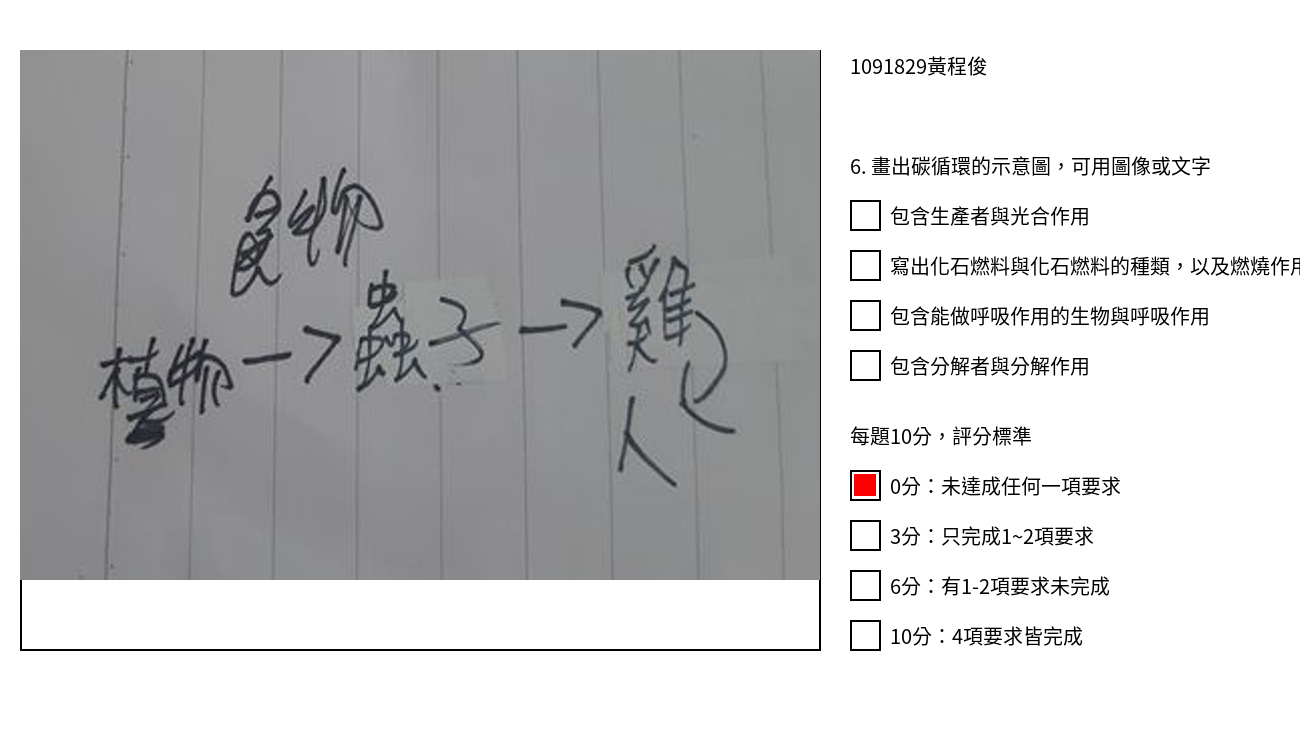 食物
植物→蟲子→雞
人
1091829黃程俊
6. 畫出碳循環的示意圖，可用圖像或文字
包含生產者與光合作用
寫出化石燃料與化石燃料的種類，以及燃燒作用
包含能做呼吸作用的生物與呼吸作用
包含分解者與分解作用
每題10分，評分標準
0分：未達成任何一項要求
3分：只完成1~2項要求
6分：有1-2項要求未完成
10分：4項要求皆完成